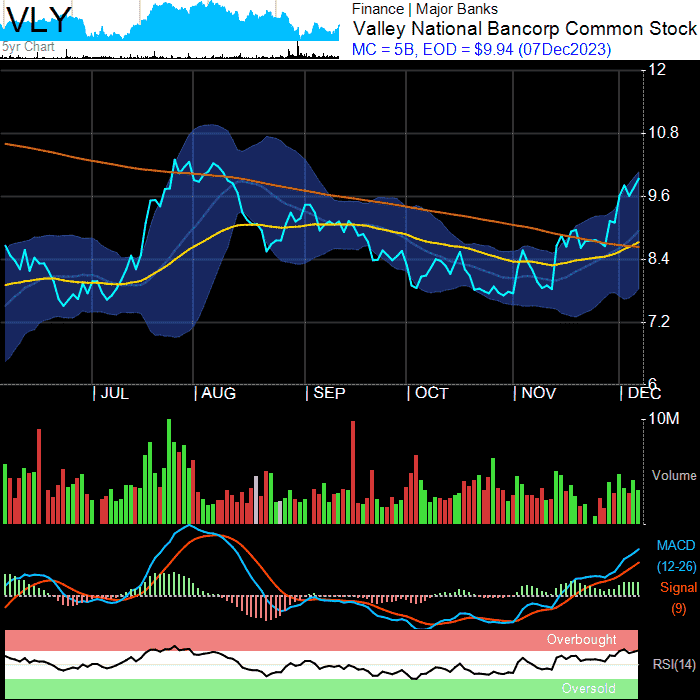 VLY
5yr Chart
Finance | Major Banks
Valley National Bancorp Common Stock
MC = 5B, EOD = $9.94 (07Dec2023)
12
10.8
9.6
8.4
7.2
6
JUL AUG SEP OCT NOV DEC
10M
Volume
MACD
(12-26)
Signal
(9)
Overbought
RSI(14)
Oversold